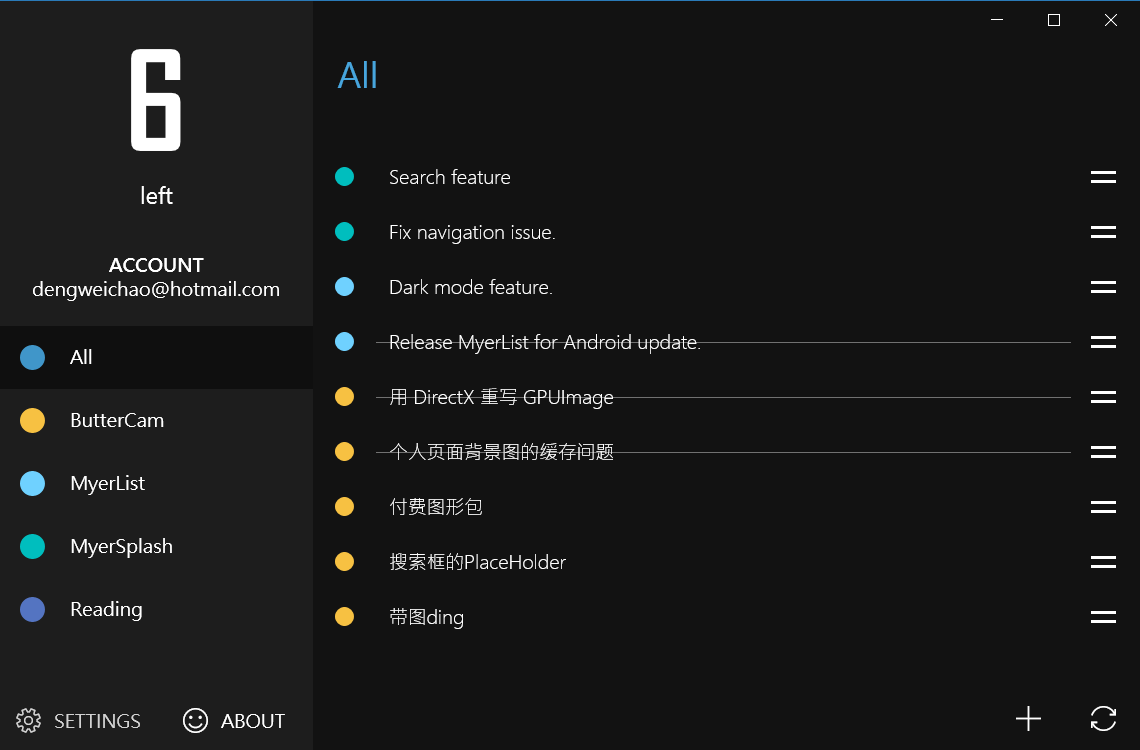 6
left
ACCOUNT
dengweichao@hotmail.com
All
ButterCam
MyerList
MyerSplash
Reading
SETTINGS
ABOUT
All
Search feature
Fix navigation issue.
Dark mode feature.
Release MyerList for Android update.
用 DirectX 重写 GPUImage
个人页面背景图的缓存问题
付费图形包
搜索框的PlaceHolder
带图ding